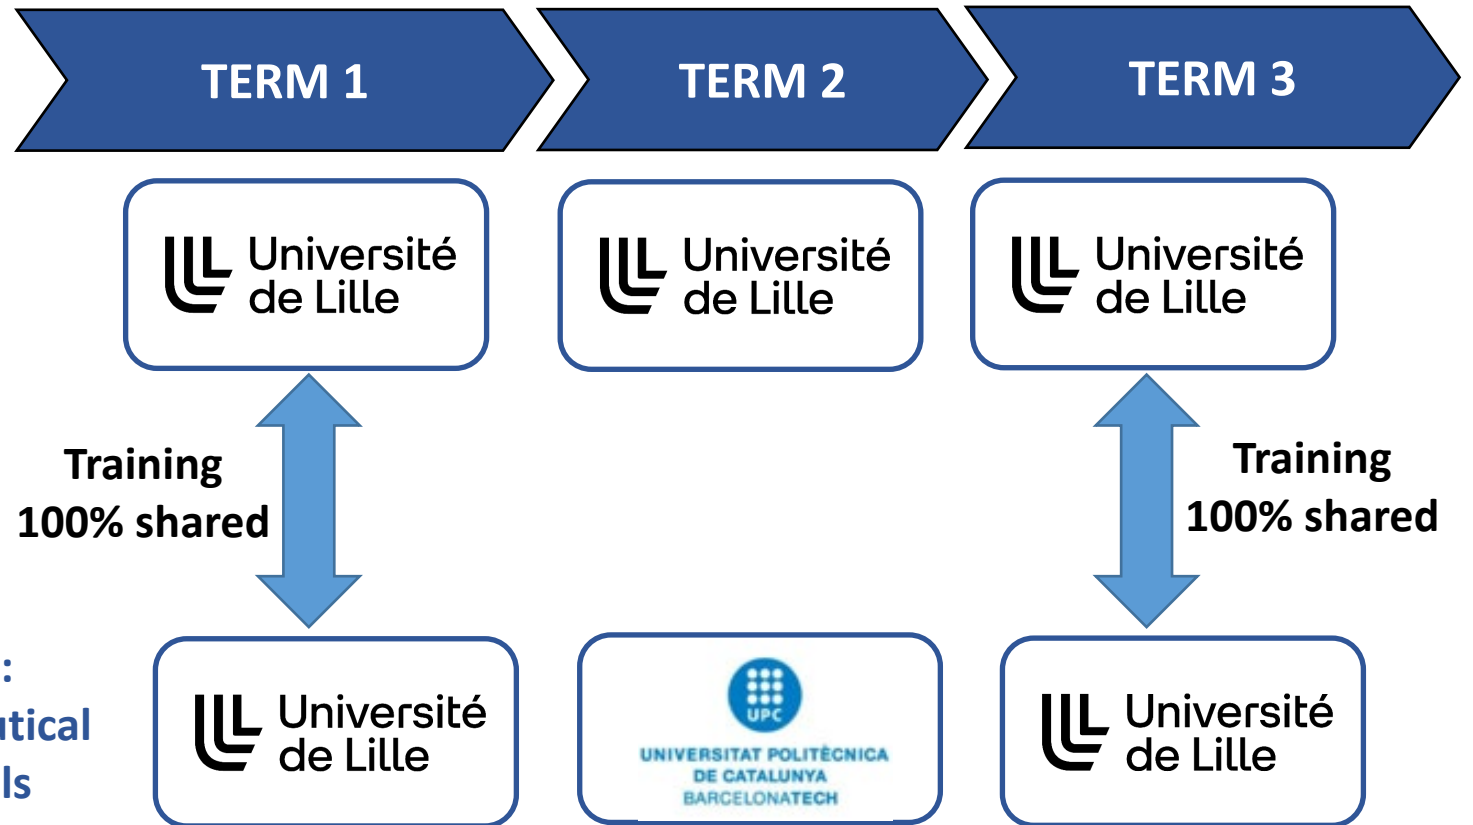 TERM 1
TERM 2
TERM 3
Université
de Lille
Université
de Lille
Université
de Lille
Training
100% shared
Training
100% shared
:
utical
ls
Université
de Lille
UPC
UNIVERSITAT POLITÈCNICA
DE CATALUNYA
BARCELONATECH
Université
de Lille